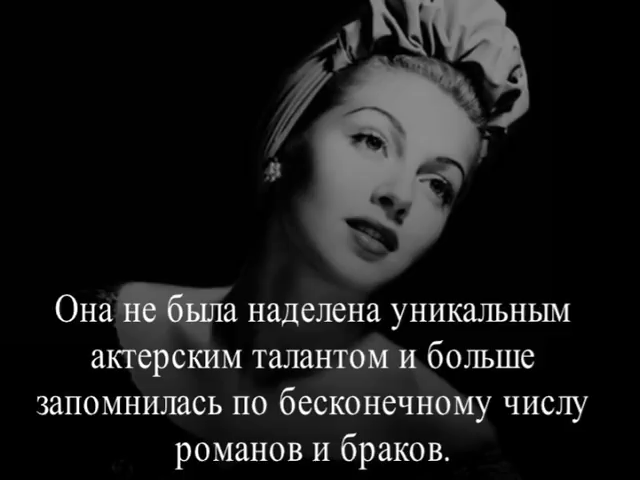 Она не была наделена уникальным
актерским талантом и больше
запомнилась по бесконечному числу
романов и браков.